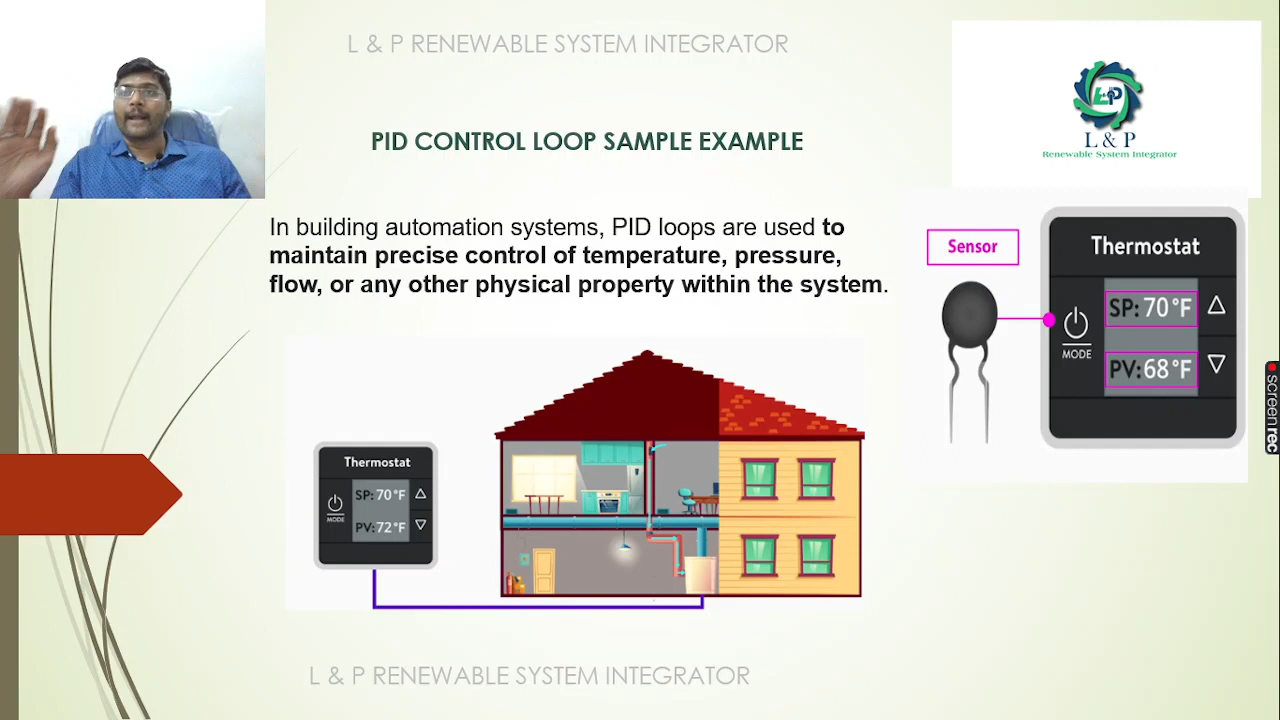 L & P RENEWABLE SYSTEM INTEGRATOR
L&P
L & P
Renewable System Integrator
PID CONTROL LOOP SAMPLE EXAMPLE
In building automation systems, PID loops are used to
maintain precise control of temperature, pressure,
flow, or any other physical property within the system.
Sensor
Thermostat
SP: 70 °F
MODE
PV: 68 °F
Thermostat
SP: 70 °F
MODE
PV: 72 °F
screenrec
L & P RENEWABLE SYSTEM INTEGRATOR